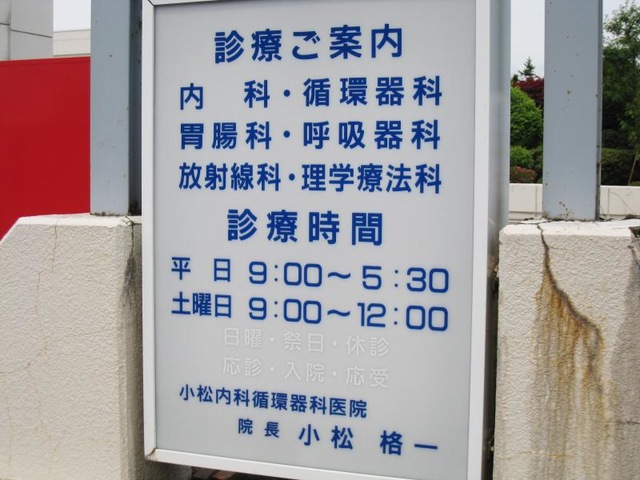 診療ご案内
内 科・循環器科
胃腸科・呼吸器科
放射線科・理学療法科
診療時間
平 日 9:00～5:30
土曜日 9:00～12:00
日曜・祭日・休診
応診・入院・応受
小松内科循環器科医院
院長 小松 格一